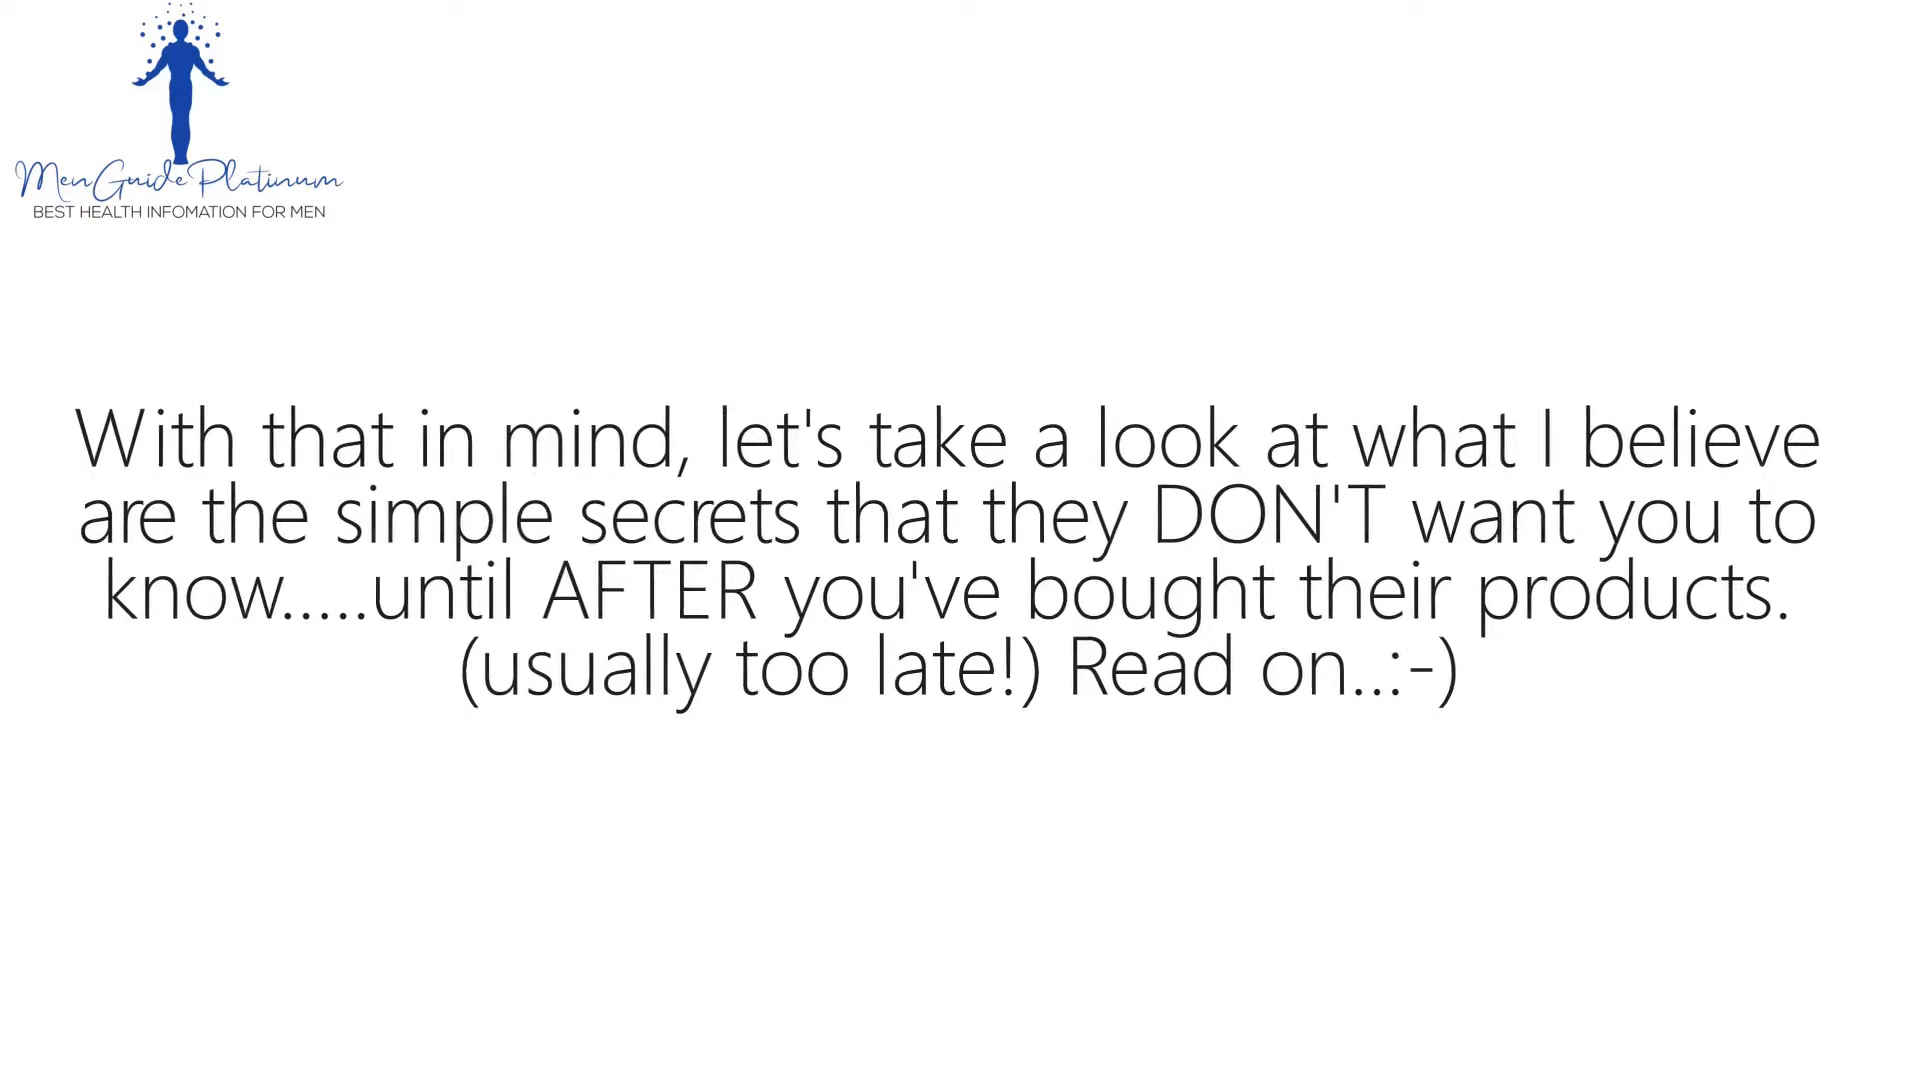 MenGuidePlatinum
BEST HEALTH INFOMATION FOR MEN
With that in mind, let's take a look at what I believe
are the simple secrets that they DON'T want you to
know.....until AFTER you've bought their products.
(usually too late!) Read on...:-)